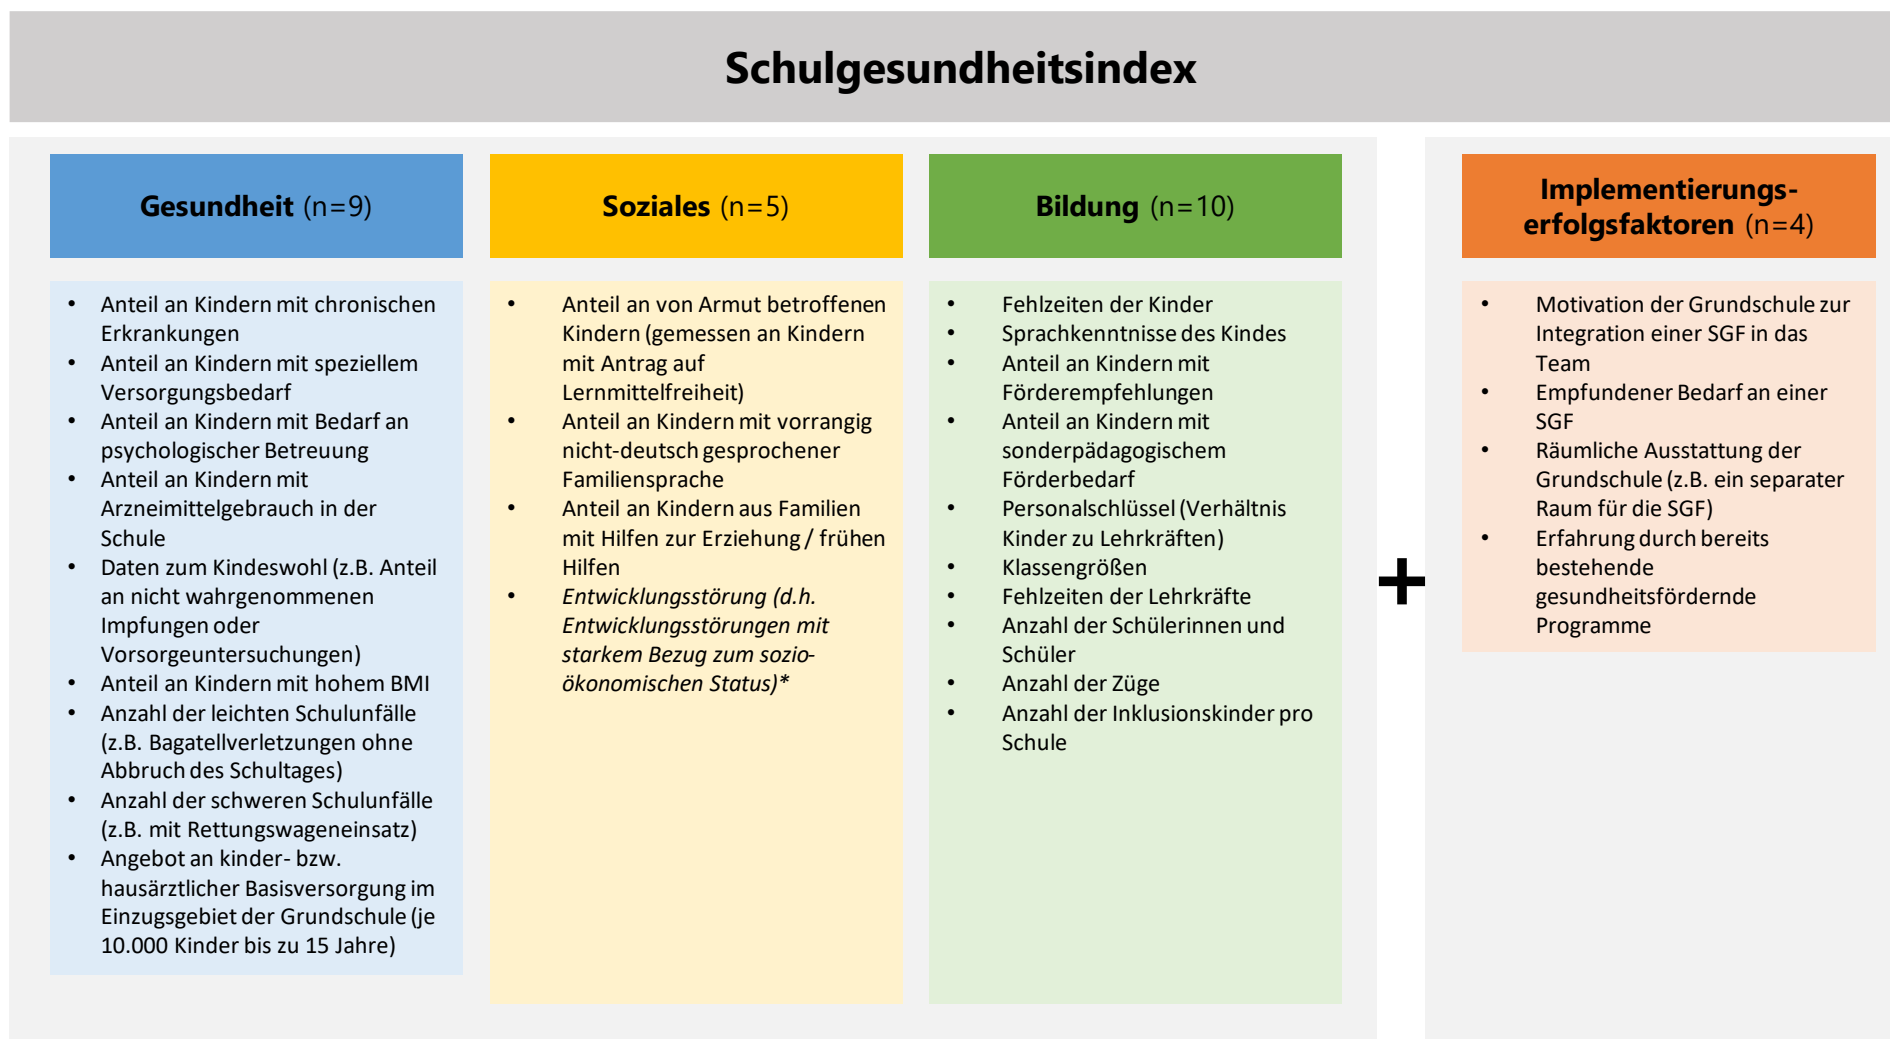 Schulgesundheitsindex
Gesundheit (n=9)
• Anteil an Kindern mit chronischen
Erkrankungen
• Anteil an Kindern mit speziellem
Versorgungsbedarf
• Anteil an Kindern mit Bedarf an
psychologischer Betreuung
• Anteil an Kindern mit
Arzneimittelgebrauch in der
Schule
• Daten zum Kindeswohl (z.B. Anteil
an nicht wahrgenommenen
Impfungen oder
Vorsorgeuntersuchungen)
• Anteil an Kindern mit hohem BMI
• Anzahl der leichten Schulunfälle
(z.B. Bagatellverletzungen ohne
Abbruch des Schultages)
• Anzahl der schweren Schulunfälle
(z.B. mit Rettungswageneinsatz)
• Angebot an kinder- bzw.
hausärztlicher Basisversorgung im
Einzugsgebiet der Grundschule (je
10.000 Kinder bis zu 15 Jahre)
Soziales (n=5)
• Anteil an von Armut betroffenen
Kindern (gemessen an Kindern
mit Antrag auf
Lernmittelfreiheit)
• Anteil an Kindern mit vorrangig
nicht-deutsch gesprochener
Familiensprache
• Anteil an Kindern aus Familien
mit Hilfen zur Erziehung / frühen
Hilfen
• Entwicklungsstörung (d.h.
Entwicklungsstörungen mit
starkem Bezug zum sozio-
ökonomischen Status)*
Bildung (n=10)
• Fehlzeiten der Kinder
• Sprachkenntnisse des Kindes
• Anteil an Kindern mit
Förderempfehlungen
• Anteil an Kindern mit
sonderpädagogischem
Förderbedarf
• Personalschlüssel (Verhältnis
Kinder zu Lehrkräften)
• Klassengrößen
• Fehlzeiten der Lehrkräfte
• Anzahl der Schülerinnen und
Schüler
• Anzahl der Züge
• Anzahl der Inklusionskinder pro
Schule
+
Implementierungs-
erfolgsfaktoren (n=4)
• Motivation der Grundschule zur
Integration einer SGF in das
Team
• Empfundener Bedarf an einer
SGF
• Räumliche Ausstattung der
Grundschule (z.B. ein separater
Raum für die SGF)
• Erfahrung durch bereits
bestehende
gesundheitsfördernde
Programme